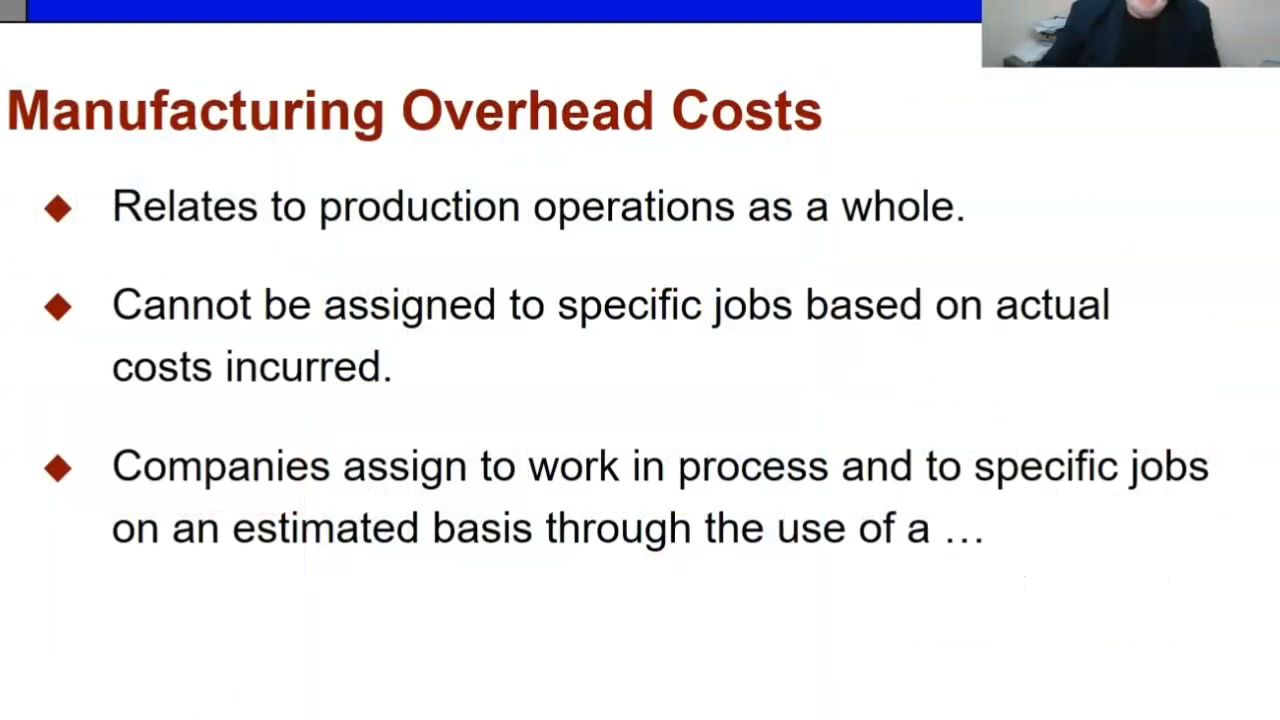 Manufacturing Overhead Costs
Relates to production operations as a whole.
Cannot be assigned to specific jobs based on actual
costs incurred.
Companies assign to work in process and to specific jobs
on an estimated basis through the use of a …